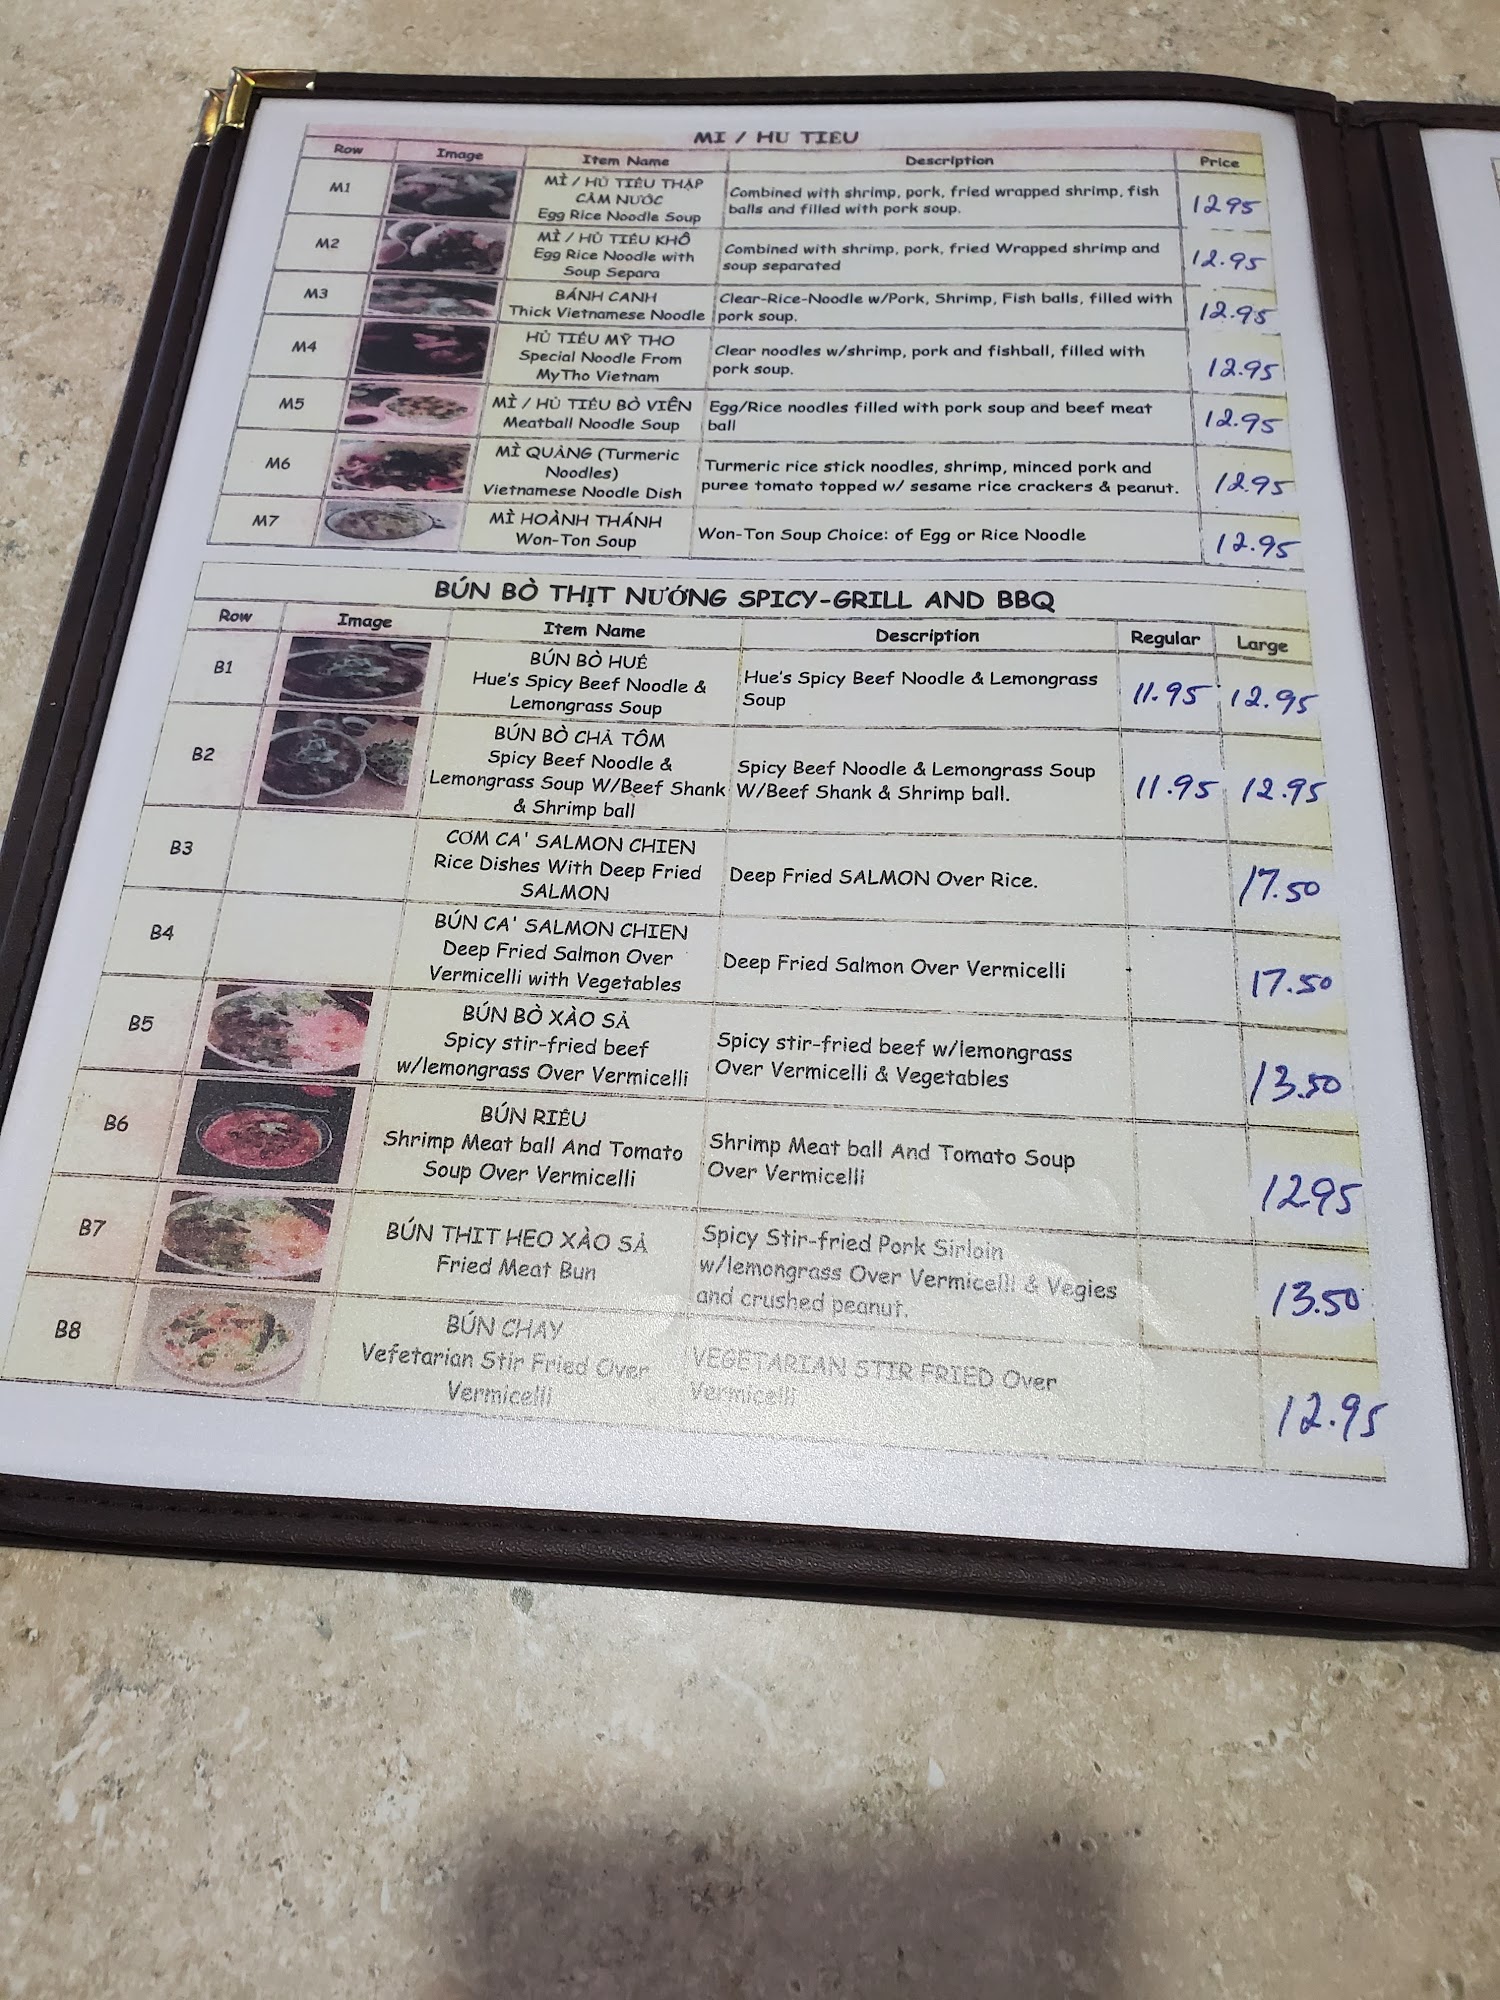 MI / HU TIEU
Row Image Item Name Description Price
M1
MÌ / HỦ TIẾU THẬP
CẨM NƯỚC
Egg Rice Noodle Soup
Combined with shrimp, pork, fried wrapped shrimp, fish
balls and filled with pork soup.
12.95
M2
MÌ / HỦ TIẾU KHÔ
Egg Rice Noodle with
Soup Separa
Combined with shrimp, pork, fried Wrapped shrimp and
soup separated
12.95
M3
BÁNH CANH
Thick Vietnamese Noodle
Clear-Rice-Noodle w/Pork, Shrimp, Fish balls, filled with
pork soup.
12.95
M4
HỦ TIẾU MỸ THO
Special Noodle From
MyTho Vietnam
Clear noodles w/shrimp, pork and fishball, filled with
pork soup.
12.95
M5
MÌ / HỦ TIẾU BÒ VIÊN
Meatball Noodle Soup
Egg/Rice noodles filled with pork soup and beef meat
ball
12.95
M6
MÌ QUẢNG (Turmeric
Noodles)
Vietnamese Noodle Dish
Turmeric rice stick noodles, shrimp, minced pork and
puree tomato topped w/ sesame rice crackers & peanut.
12.95
M7
MÌ HOÀNH THÁNH
Won-Ton Soup
Won-Ton Soup Choice: of Egg or Rice Noodle
12.95
BÚN BÒ THỊT NƯỚNG SPICY-GRILL AND BBQ
Row Image Item Name Description Regular Large
B1
BÚN BÒ HUẾ
Hue's Spicy Beef Noodle &
Lemongrass Soup
Hue's Spicy Beef Noodle & Lemongrass
Soup
11.95 12.95
B2
BÚN BÒ CHẢ TÔM
Spicy Beef Noodle &
Lemongrass Soup W/Beef Shank
& Shrimp ball
Spicy Beef Noodle & Lemongrass Soup
W/Beef Shank & Shrimp ball.
11.95 12.95
B3
CƠM CA' SALMON CHIEN
Rice Dishes With Deep Fried
SALMON
Deep Fried SALMON Over Rice.
17.50
B4
BÚN CA' SALMON CHIEN
Deep Fried Salmon Over
Vermicelli with Vegetables
Deep Fried Salmon Over Vermicelli
17.50
B5
BÚN BÒ XÀO SẢ
Spicy stir-fried beef
w/lemongrass Over Vermicelli
Spicy stir-fried beef w/lemongrass
Over Vermicelli & Vegetables
13.50
B6
BÚN RIÊU
Shrimp Meat ball And Tomato
Soup Over Vermicelli
Shrimp Meat ball And Tomato Soup
Over Vermicelli
12.95
B7
BÚN THIT HEO XÀO SẢ
Fried Meat Bun
Spicy Stir-fried Pork Sirloin
w/lemongrass Over Vermicelli & Vegies
and crushed peanut.
13.50
B8
BÚN CHAY
Vefetarian Stir Fried Over
Vermicelli
VEGETARIAN STIR FRIED Over
Vermicelli
12.95